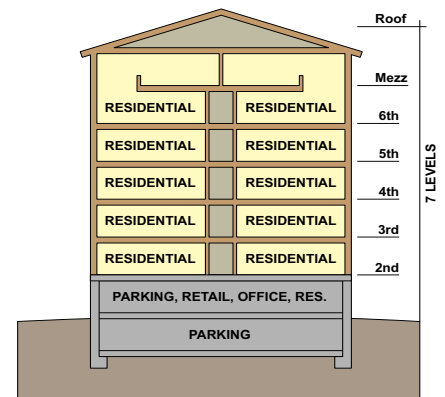 Roof
Mezz
RESIDENTIAL RESIDENTIAL
6th
RESIDENTIAL RESIDENTIAL
5th
RESIDENTIAL RESIDENTIAL
4th
RESIDENTIAL RESIDENTIAL
3rd
RESIDENTIAL RESIDENTIAL
2nd
PARKING, RETAIL, OFFICE, RES.
PARKING
7 LEVELS